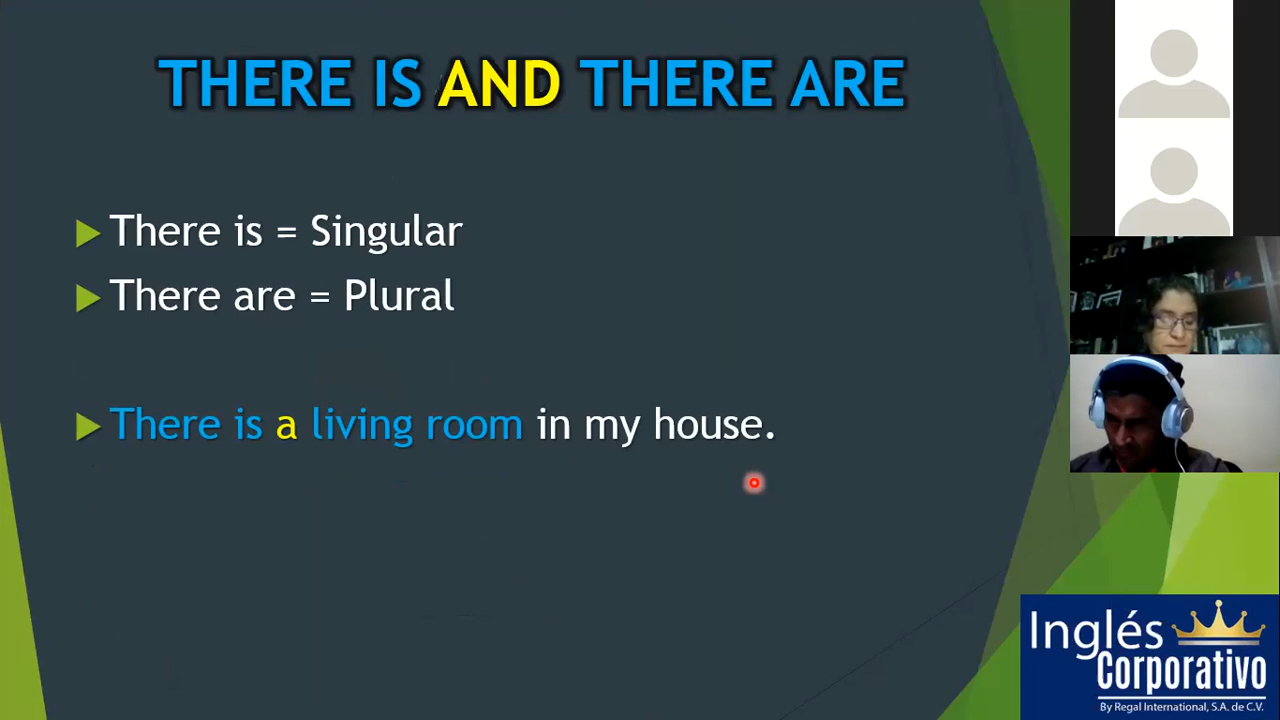 THERE IS AND THERE ARE
There is = Singular
There are = Plural
There is a living room in my house.
Inglés
Corporativo
By Regal International, S.A. de C.V.